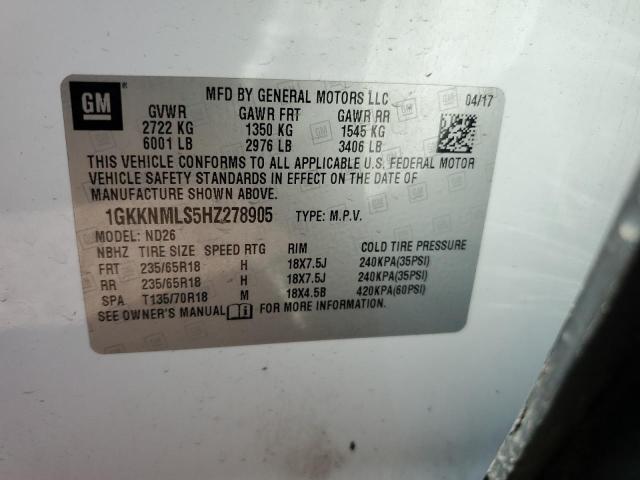 GM
MFD BY GENERAL MOTORS LLC 04/17
GVWR GAWR FRT GAWR RR
2722 KG 1350 KG 1545 KG
6001 LB 2976 LB 3406 LB
THIS VEHICLE CONFORMS TO ALL APPLICABLE U.S. FEDERAL MOTOR
VEHICLE SAFETY STANDARDS IN EFFECT ON THE DATE OF
MANUFACTURE SHOWN ABOVE.
1GKKNMLS5HZ278905 TYPE: M.P.V.
MODEL: ND26
NBHZ TIRE SIZE SPEED RTG RIM COLD TIRE PRESSURE
FRT 235/65R18 H 18X7.5J 240KPA(35PSI)
RR 235/65R18 H 18X7.5J 240KPA(35PSI)
SPA T135/70R18 M 18X4.5B 420KPA(60PSI)
SEE OWNER'S MANUAL FOR MORE INFORMATION.